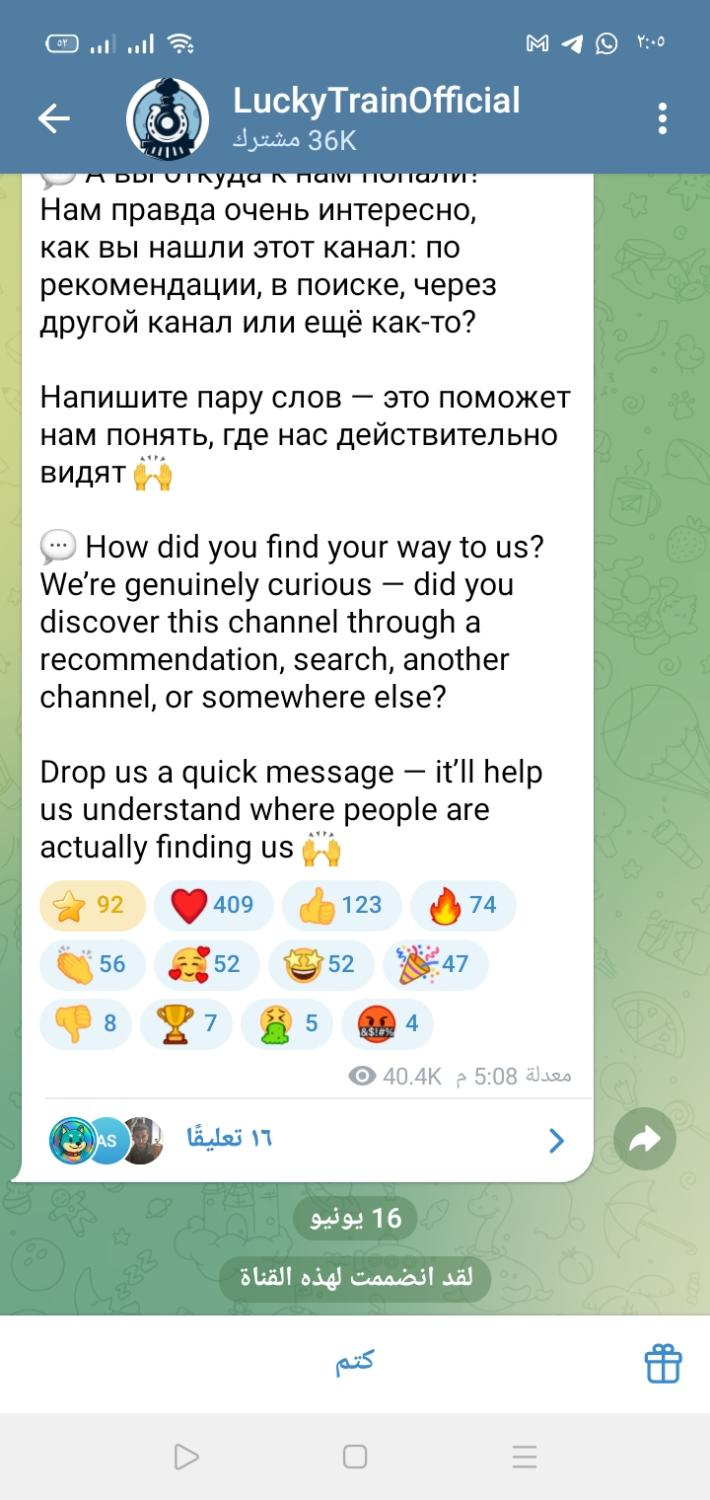 ٥٢
٢:٠٥
LuckyTrainOfficial
36K مشترك
А вы откуда к нам попали?
Нам правда очень интересно,
как вы нашли этот канал: по
рекомендации, в поиске, через
другой канал или ещё как-то?
Напишите пару слов — это поможет
нам понять, где нас действительно
видят 🙌
💬 How did you find your way to us?
We’re genuinely curious — did you
discover this channel through a
recommendation, search, another
channel, or somewhere else?
Drop us a quick message — it’ll help
us understand where people are
actually finding us 🙌
⭐ 92 ❤️ 409 👍 123 🔥 74
👏 56 🥰 52 🤩 52 🎉 47
👎 8 🏆 7 🤮 5 🤬 4
40.4K معدلة 5:08 م
AS
١٦ تعليقًا
16 يونيو
لقد انضممت لهذه القناة
كتم